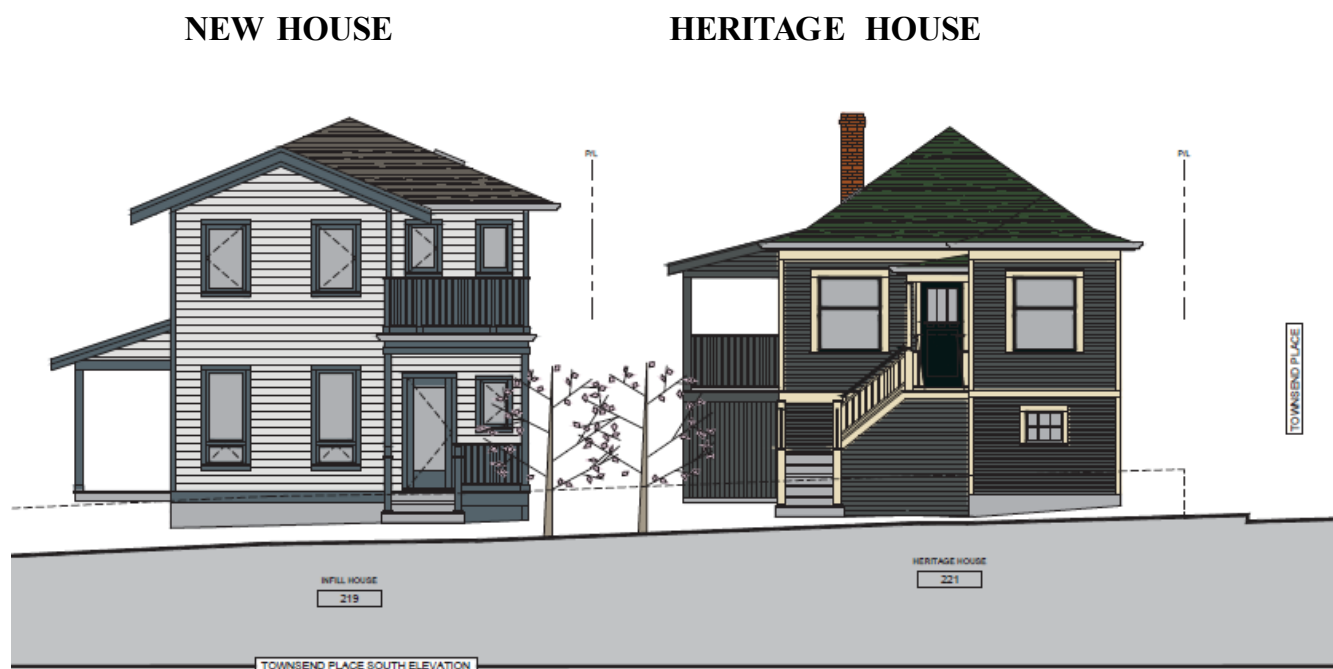 NEW HOUSE
HERITAGE HOUSE
P/L
P/L
TOWNSEND PLACE
INFILL HOUSE
219
HERITAGE HOUSE
221
TOWNSEND PLACE SOUTH ELEVATION